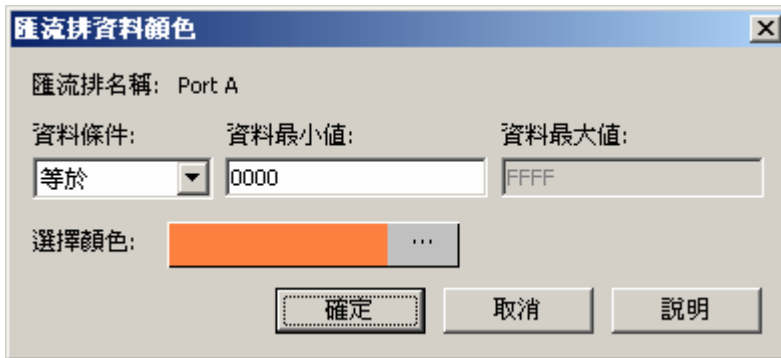 匯流排資料顏色
匯流排名稱: Port A
資料條件: 資料最小值: 資料最大值:
等於 0000 FFFF
選擇顏色: ...
確定 取消 說明